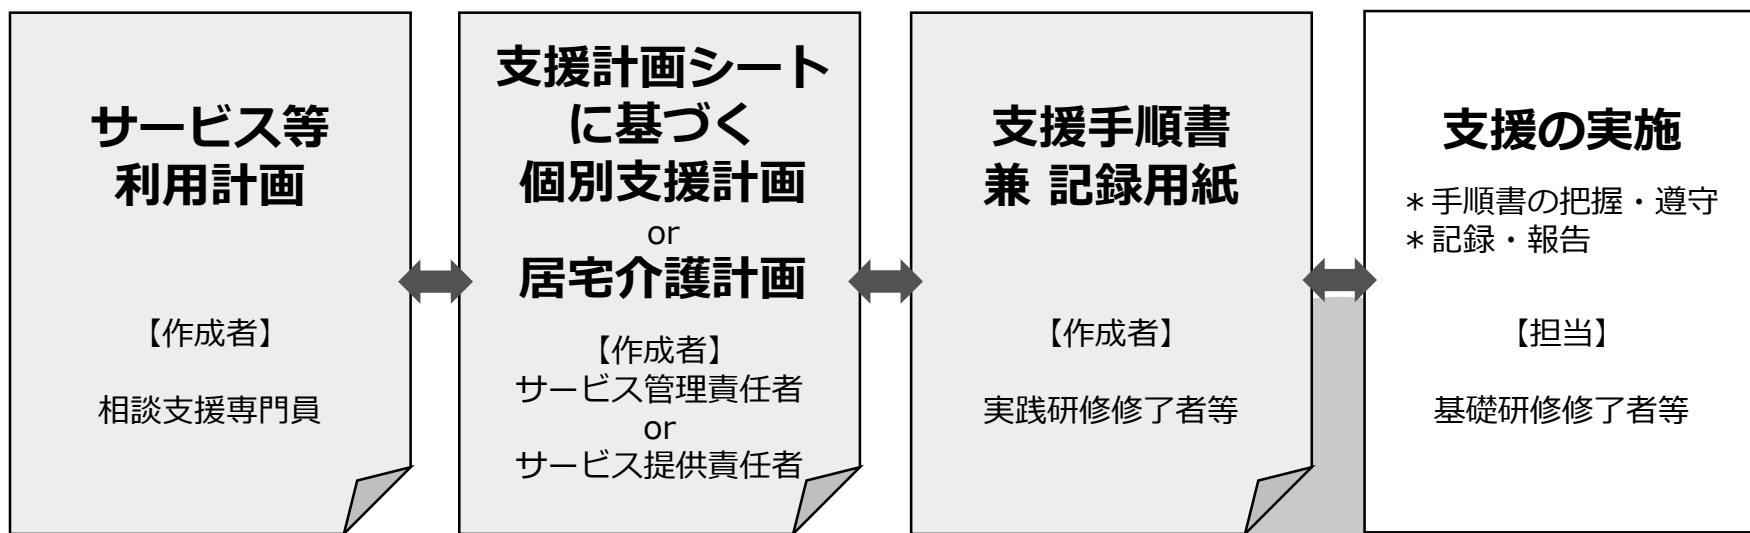 サービス等
利用計画
【作成者】
相談支援専門員
支援計画シート
に基づく
個別支援計画
or
居宅介護計画
【作成者】
サービス管理責任者
or
サービス提供責任者
支援手順書
兼 記録用紙
【作成者】
実践研修修了者等
支援の実施
＊手順書の把握・遵守
＊記録・報告
【担当】
基礎研修修了者等